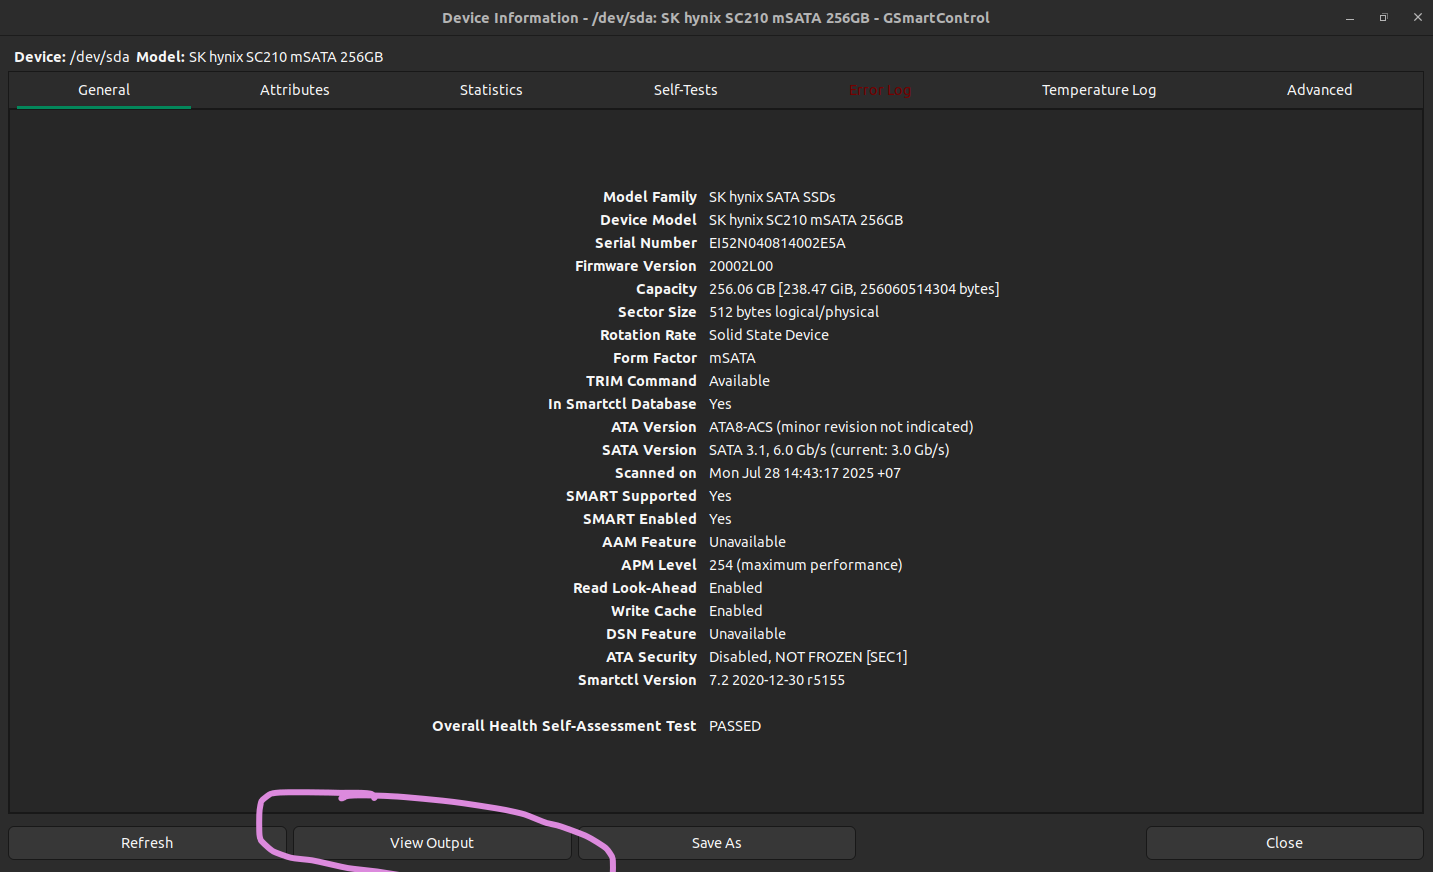 Device Information - /dev/sda: SK hynix SC210 mSATA 256GB - GSmartControl
Device: /dev/sda Model: SK hynix SC210 mSATA 256GB
General Attributes Statistics Self-Tests Error Log Temperature Log Advanced
Model Family SK hynix SATA SSDs
Device Model SK hynix SC210 mSATA 256GB
Serial Number EI52N040814002E5A
Firmware Version 20002L00
Capacity 256.06 GB [238.47 GiB, 256060514304 bytes]
Sector Size 512 bytes logical/physical
Rotation Rate Solid State Device
Form Factor mSATA
TRIM Command Available
In Smartctl Database Yes
ATA Version ATA8-ACS (minor revision not indicated)
SATA Version SATA 3.1, 6.0 Gb/s (current: 3.0 Gb/s)
Scanned on Mon Jul 28 14:43:17 2025 +07
SMART Supported Yes
SMART Enabled Yes
AAM Feature Unavailable
APM Level 254 (maximum performance)
Read Look-Ahead Enabled
Write Cache Enabled
DSN Feature Unavailable
ATA Security Disabled, NOT FROZEN [SEC1]
Smartctl Version 7.2 2020-12-30 r5155
Overall Health Self-Assessment Test PASSED
Refresh View Output Save As Close